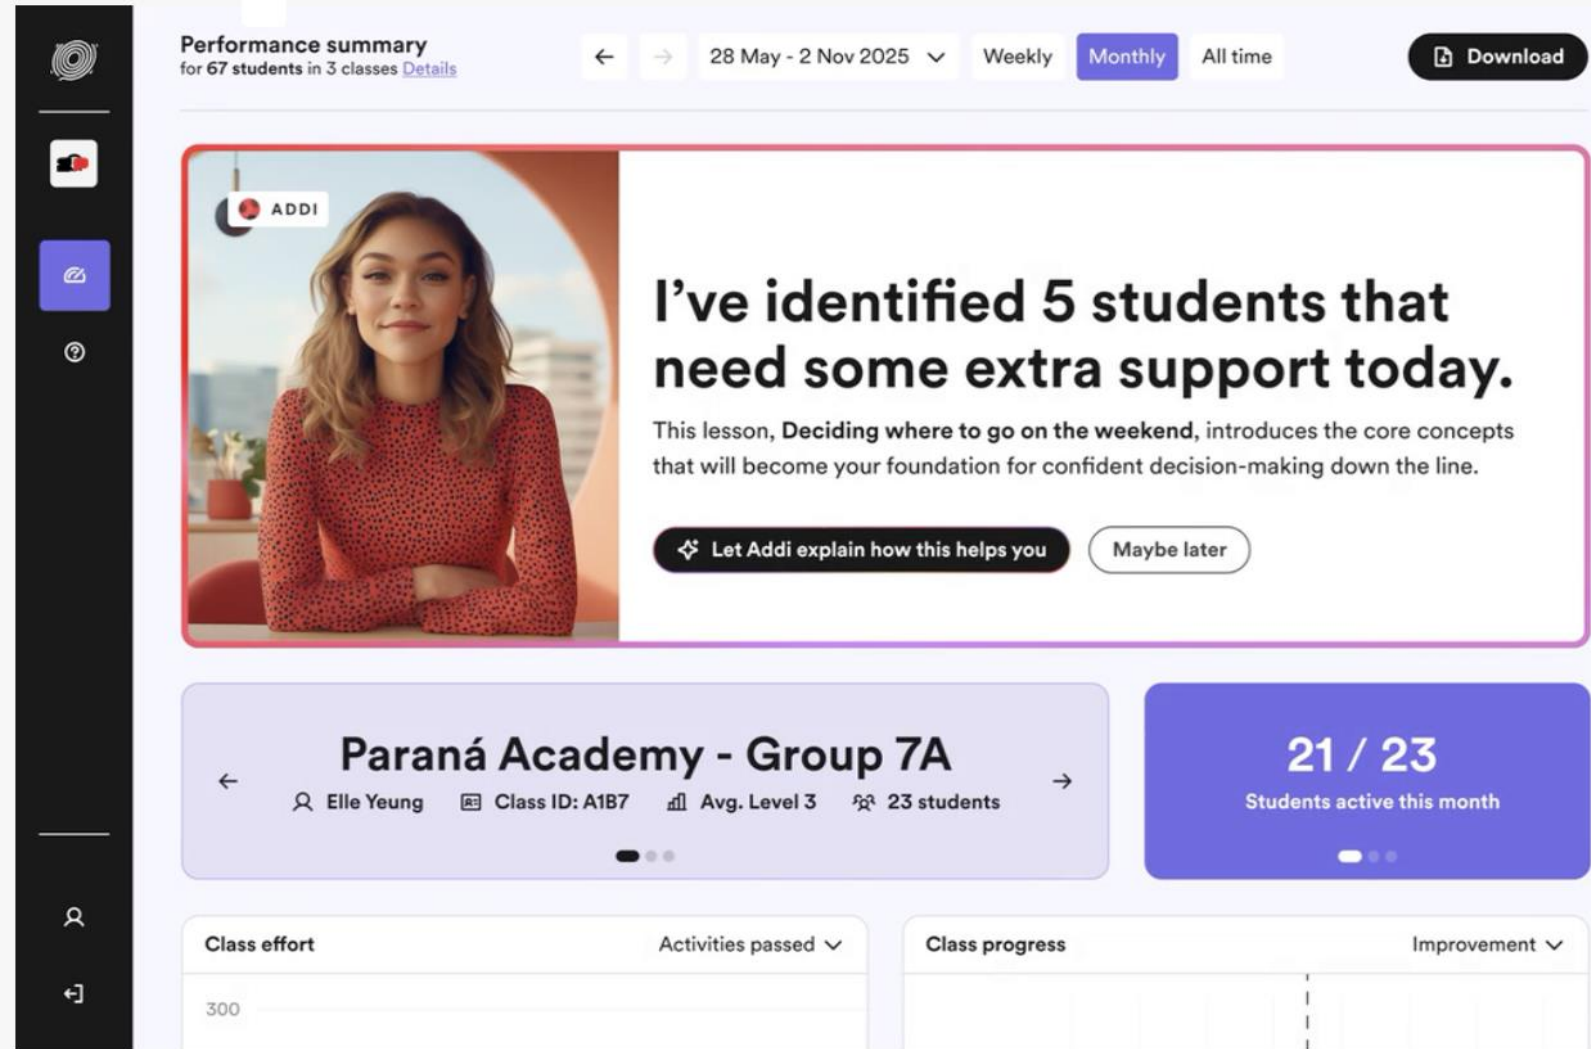 Performance summary
for 67 students in 3 classes Details
28 May - 2 Nov 2025
Weekly
Monthly
All time
Download
ADDI
I’ve identified 5 students that
need some extra support today.
This lesson, Deciding where to go on the weekend, introduces the core concepts
that will become your foundation for confident decision-making down the line.
Let Addi explain how this helps you
Maybe later
Paraná Academy - Group 7A
Elle Yeung
Class ID: A1B7
Avg. Level 3
23 students
21 / 23
Students active this month
Class effort
Activities passed
300
Class progress
Improvement